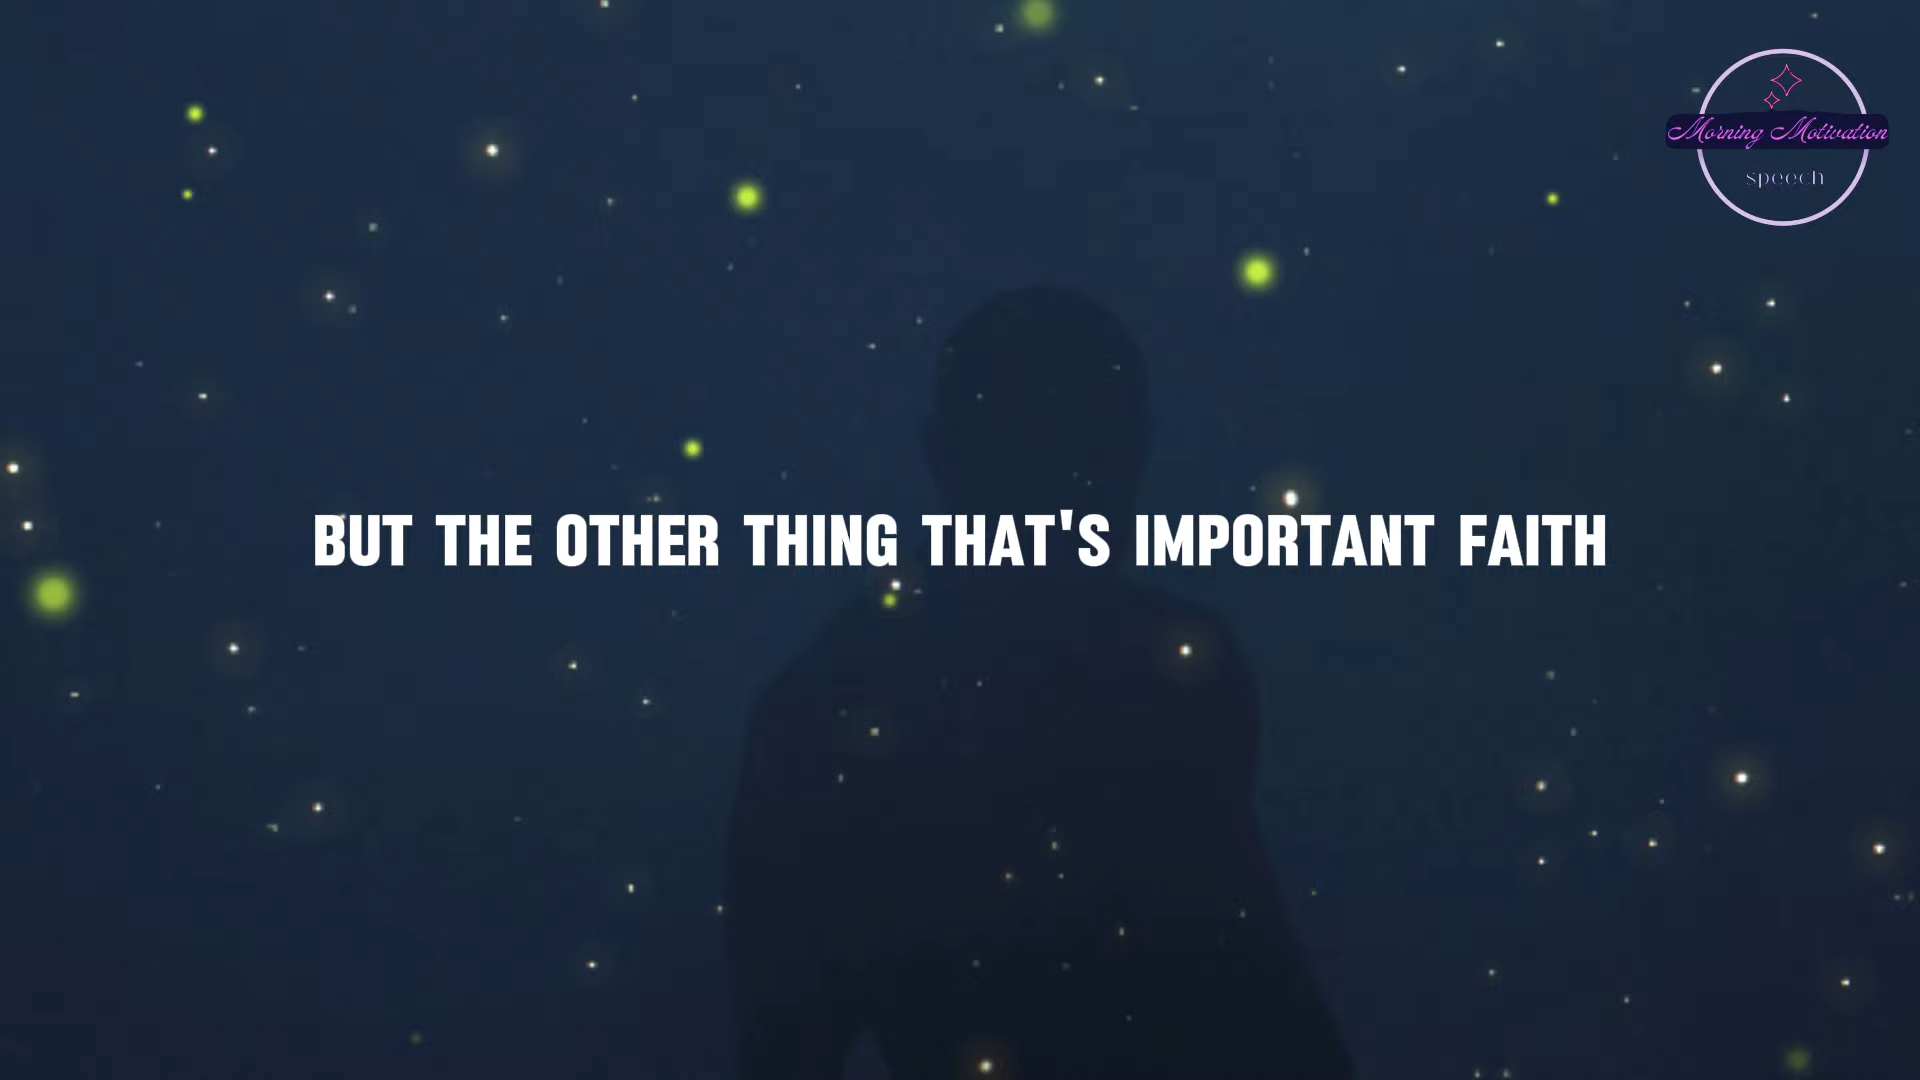 Morning Motivation
speech
BUT THE OTHER THING THAT'S IMPORTANT FAITH